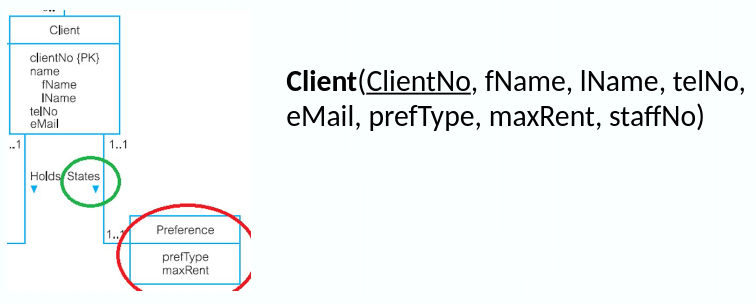 Client
clientNo {PK}
name
fName
lName
telNo
eMail
..1
1..1
Holds
States
1..1
Preference
prefType
maxRent
Client(ClientNo, fName, lName, telNo,
eMail, prefType, maxRent, staffNo)